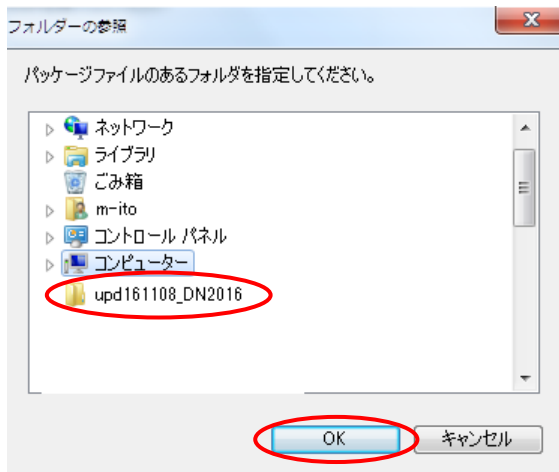 フォルダーの参照
パッケージファイルのあるフォルダを指定してください。
ネットワーク
ライブラリ
ごみ箱
m-ito
コントロール パネル
コンピューター
upd161108_DN2016
OK
キャンセル